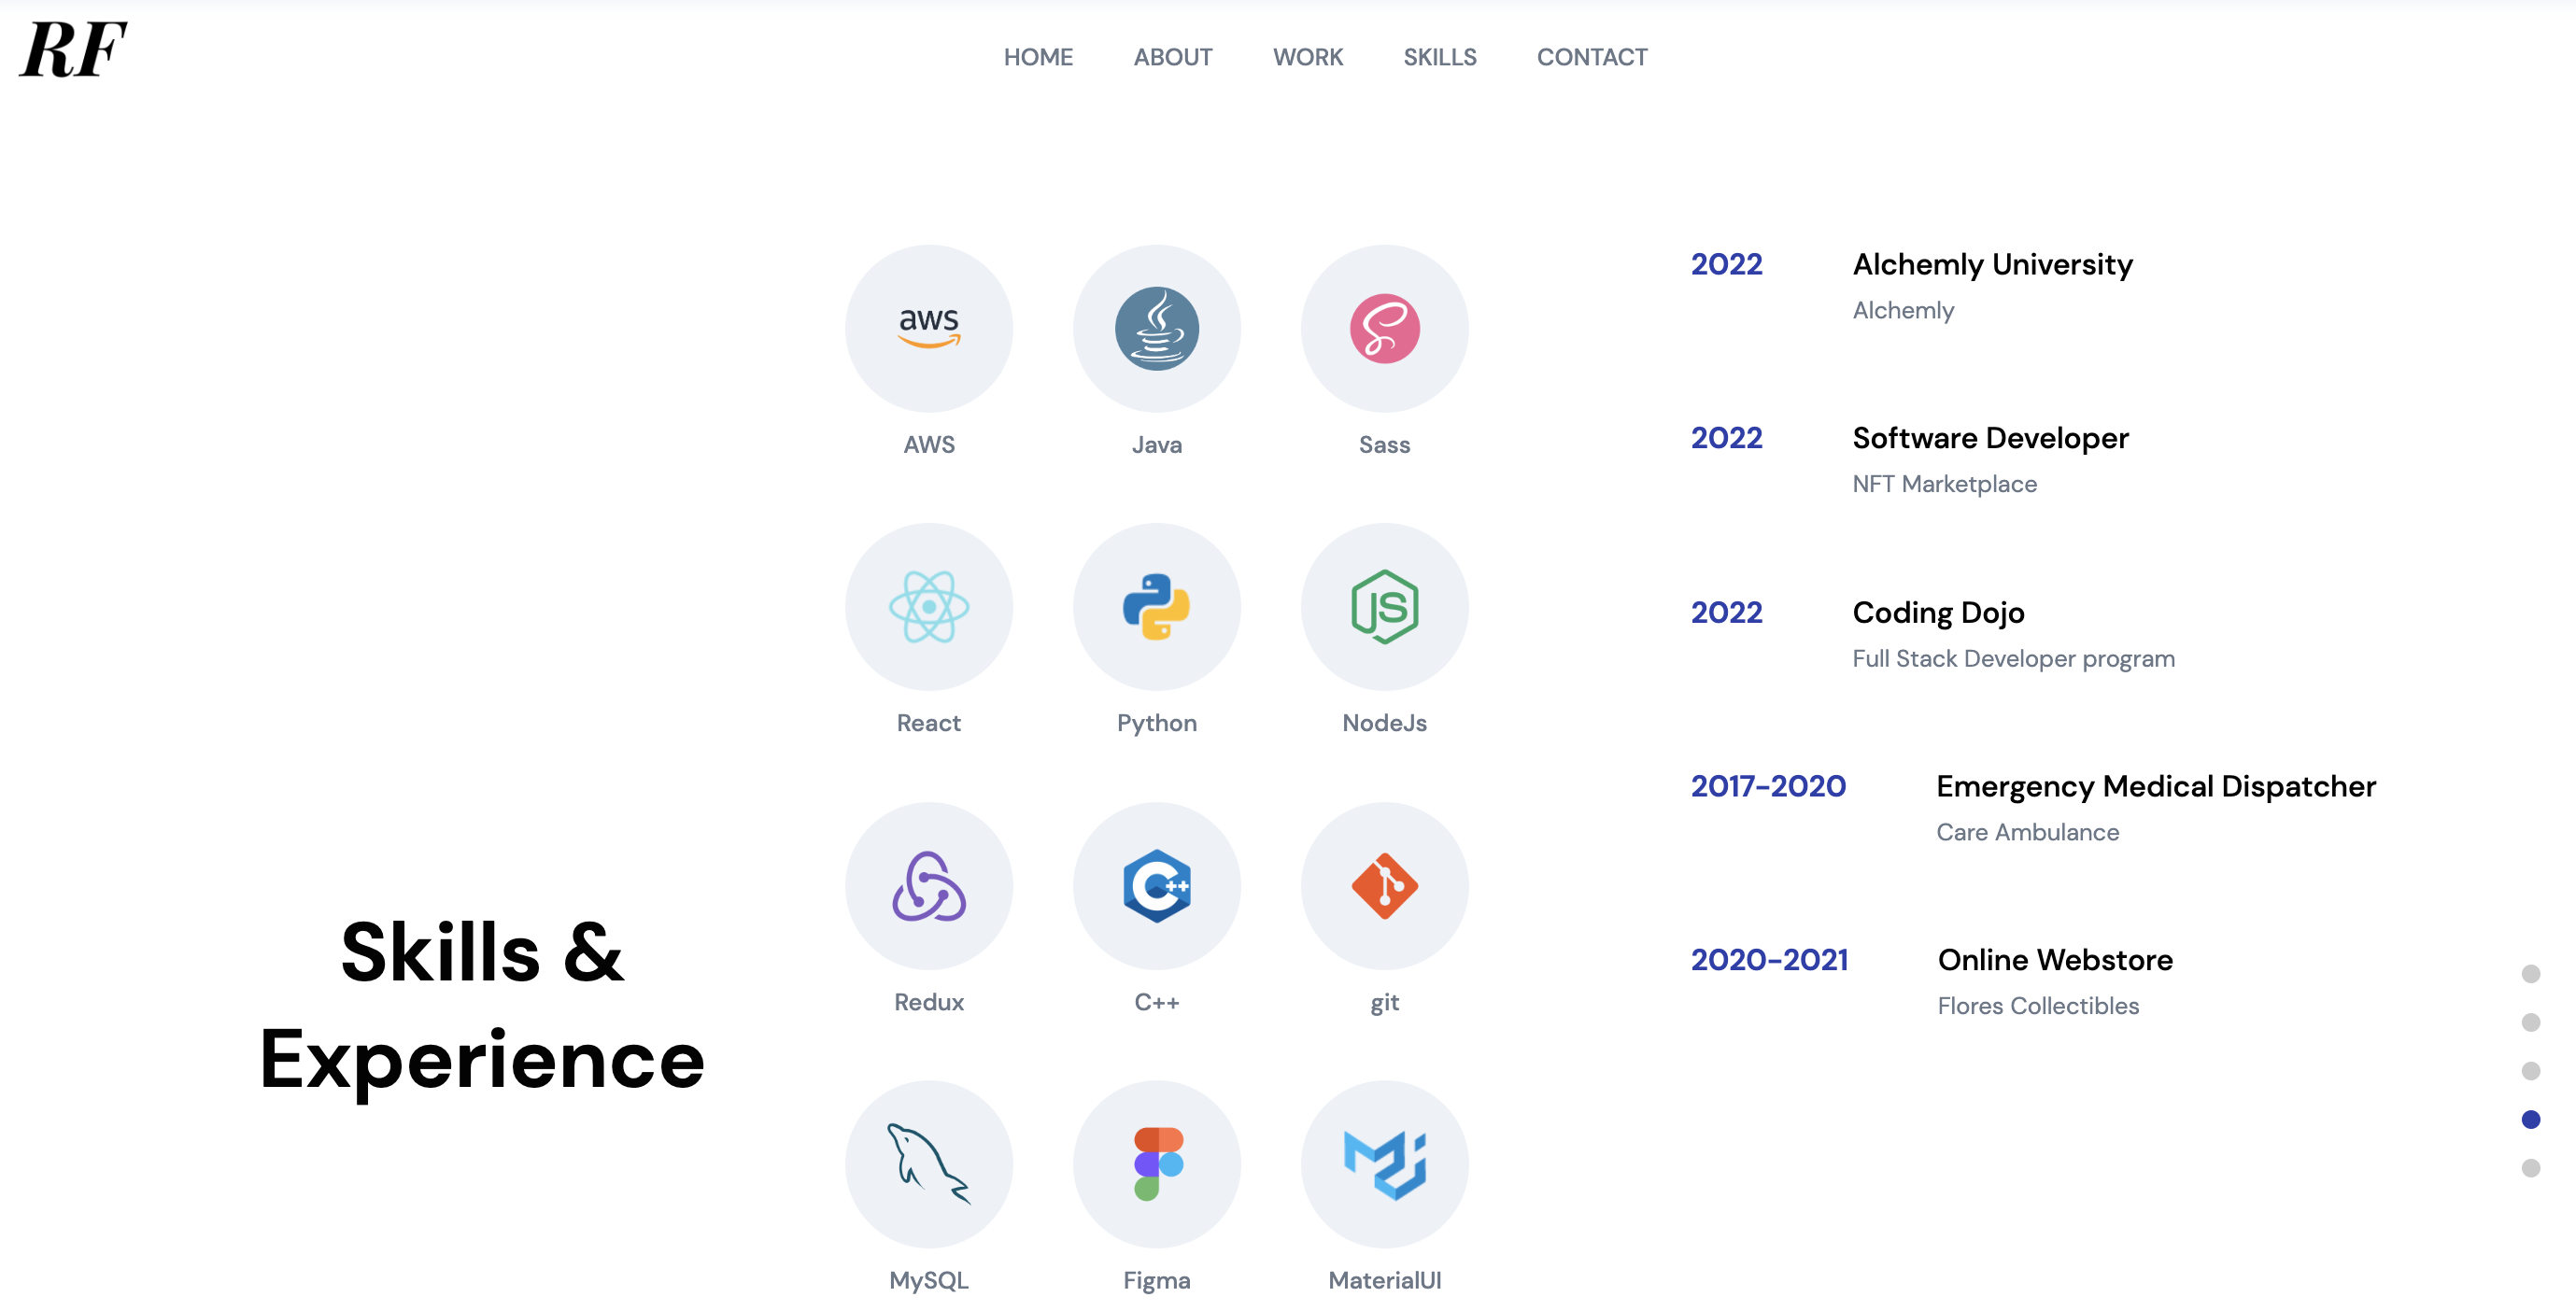 RF
HOME ABOUT WORK SKILLS CONTACT
Skills &
Experience
aws
AWS Java Sass
JS
React Python NodeJs
C++
Redux C++ git
MySQL Figma MaterialUI
2022 Alchemly University
Alchemly
2022 Software Developer
NFT Marketplace
2022 Coding Dojo
Full Stack Developer program
2017-2020 Emergency Medical Dispatcher
Care Ambulance
2020-2021 Online Webstore
Flores Collectibles